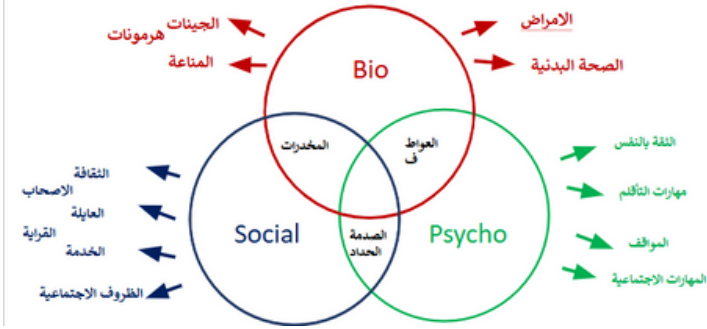 الجينات
هرمونات
المناعة
الامراض
الصحة البدنية
Bio
المخدرات
العواط
ف
الثقافة
الاصحاب
العايلة
القراية
الخدمة
الظروف الاجتماعية
Social
الصدمة
الحداد
Psycho
الثقة بالنفس
مهارات التأقلم
المواقف
المهارات الاجتماعية